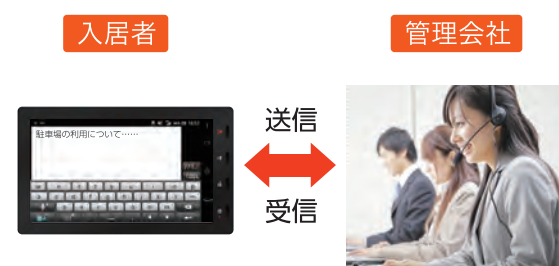 入居者
管理会社
駐車場の利用について……
送信
受信